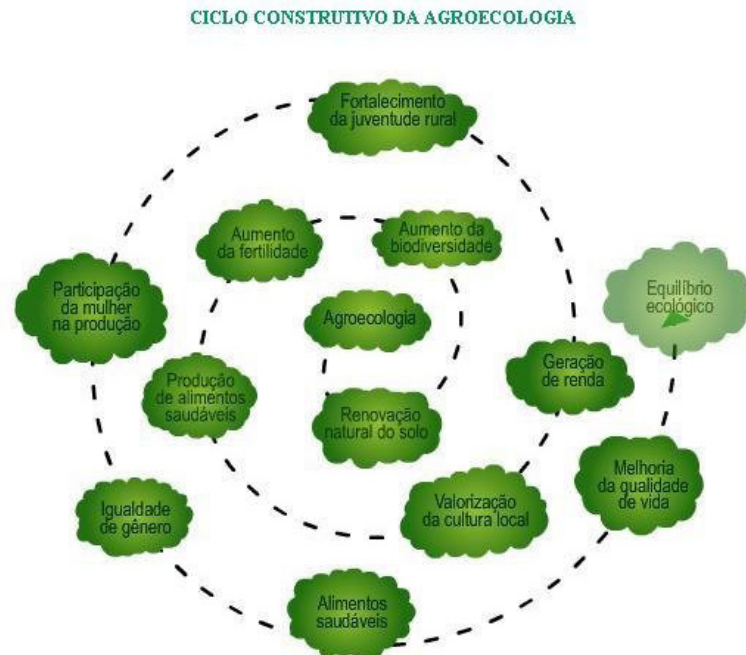 CICLO CONSTRUTIVO DA AGROECOLOGIA
Fortalecimento
da juventude rural
Aumento
da fertilidade
Aumento da
biodiversidade
Participação
da mulher
na produção
Equilíbrio
ecológico
Agroecologia
Geração
de renda
Produção
de alimentos
saudáveis
Renovação
natural do solo
Melhoria
da qualidade
de vida
Igualdade
de gênero
Valorização
da cultura local
Alimentos
saudáveis